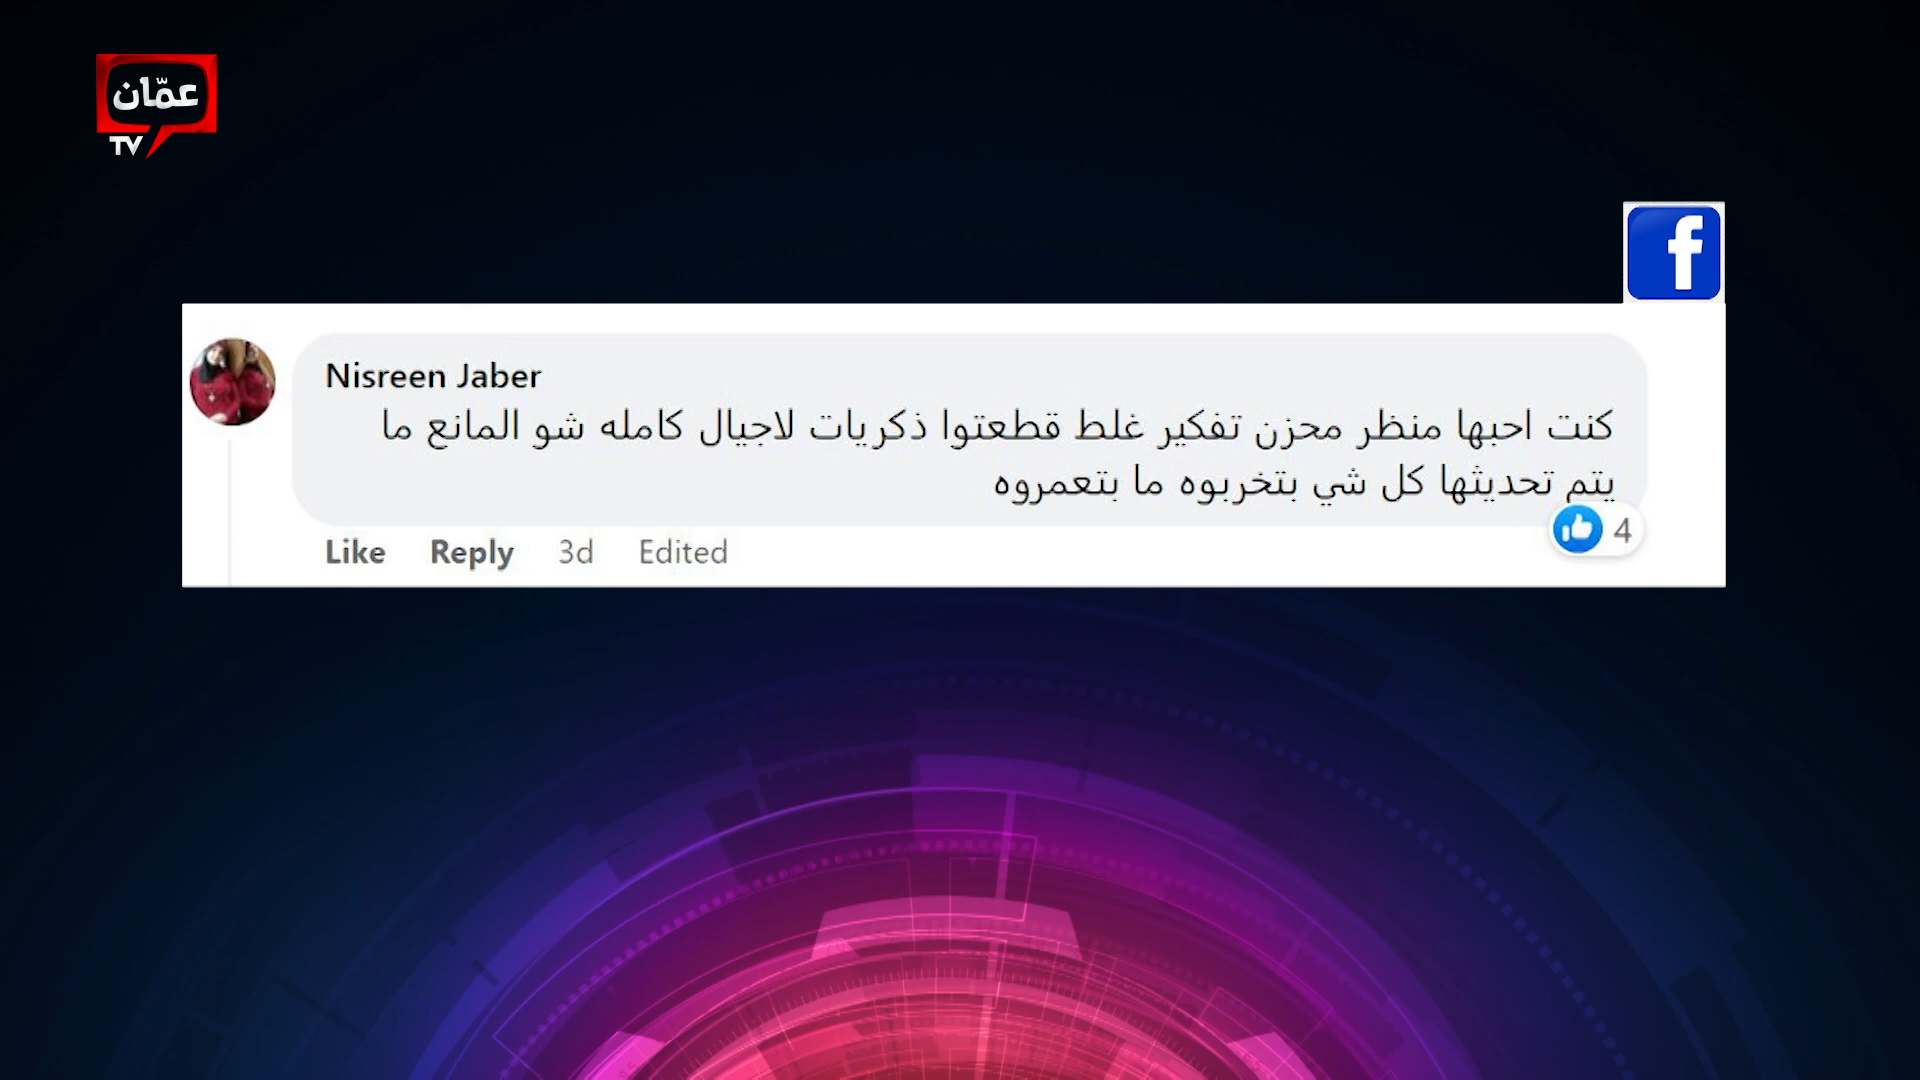 عمّان
TV
f
Nisreen Jaber
كنت احبها منظر محزن تفكير غلط قطعتوا ذكريات لاجيال كامله شو المانع ما
يتم تحديثها كل شي بتخربوه ما بتعمروه
4
Like Reply 3d Edited